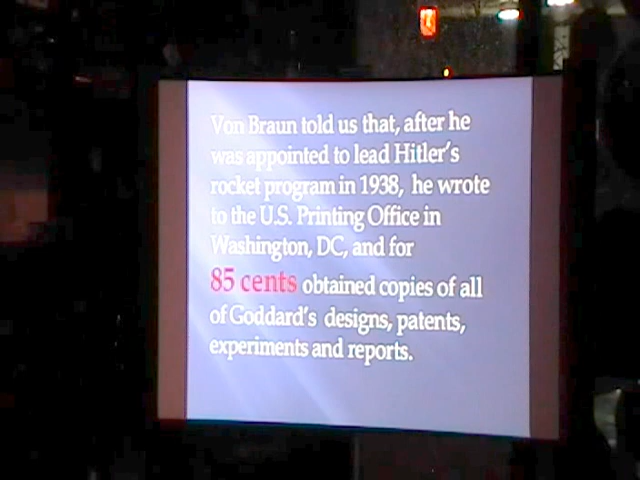 Von Braun told us that, after he
was appointed to lead Hitler's
rocket program in 1938, he wrote
to the U.S. Printing Office in
Washington, DC, and for
85 cents obtained copies of all
of Goddard's designs, patents,
experiments and reports.